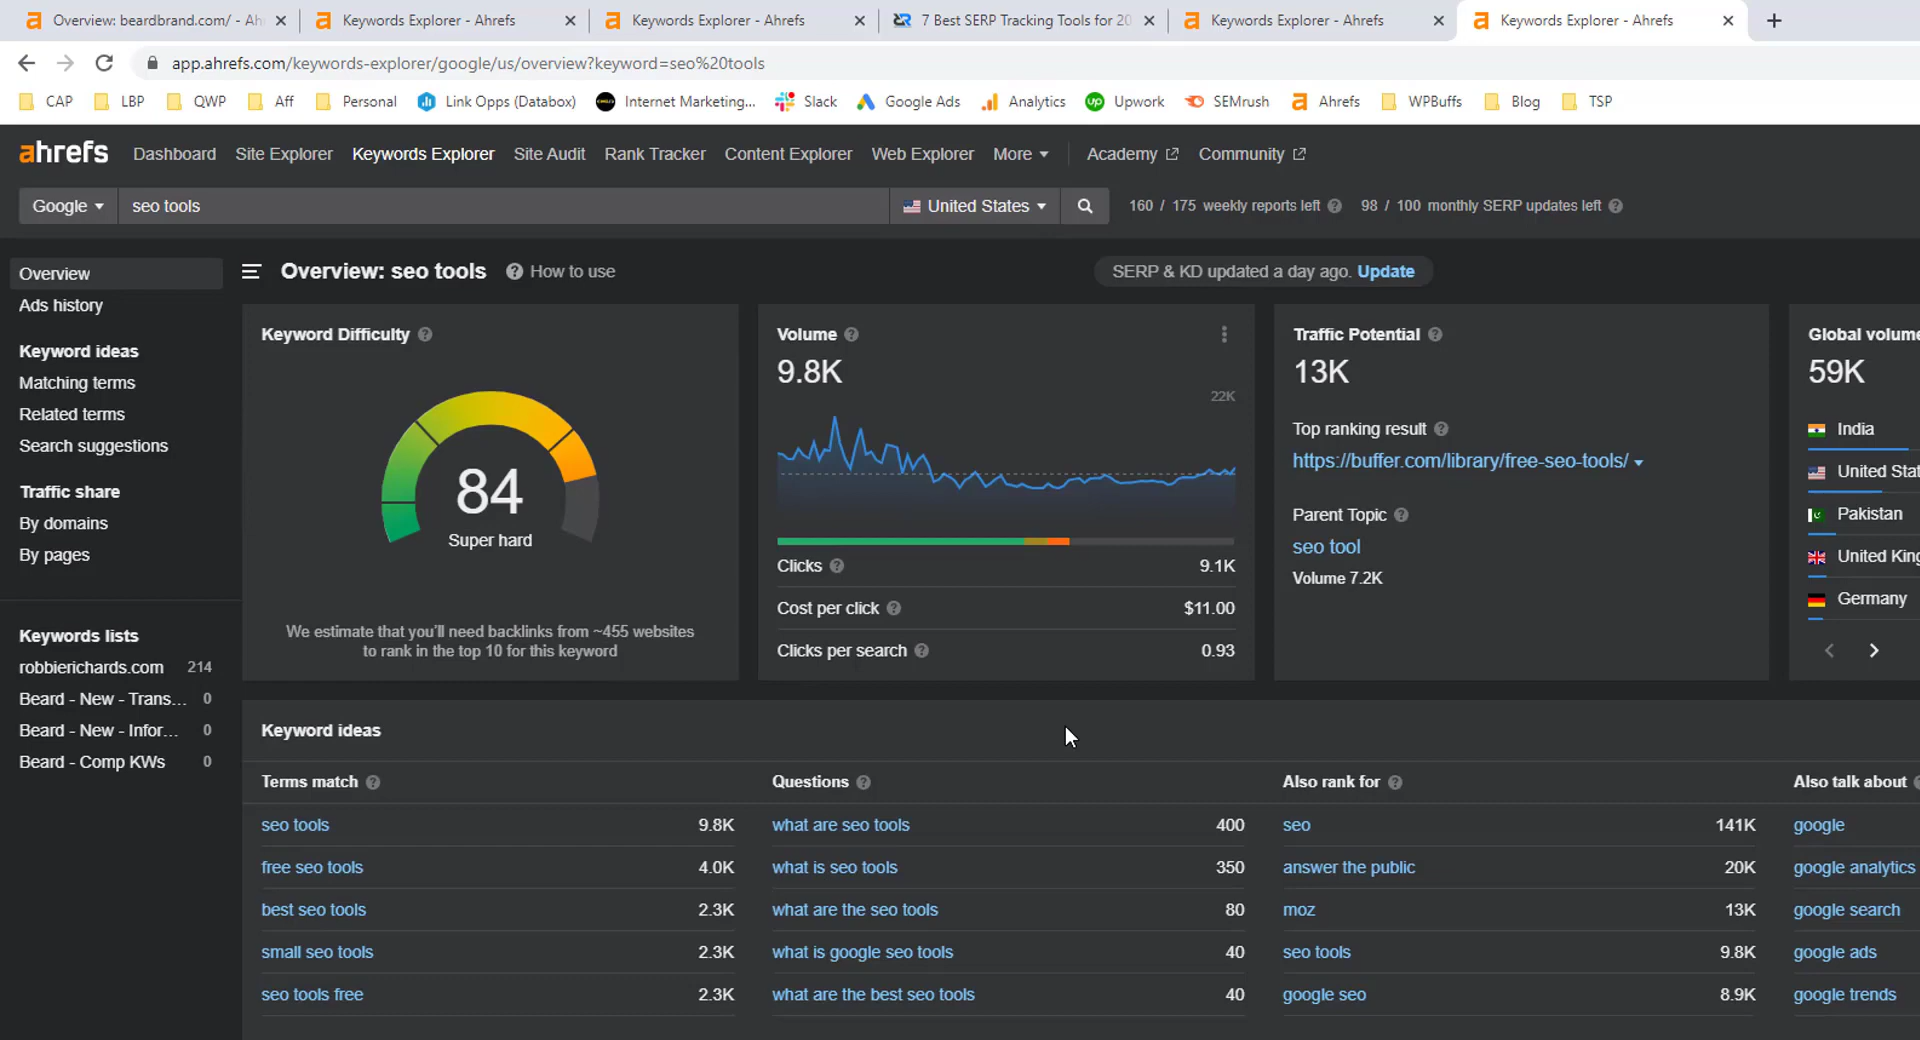 Overview: beardbrand.com/ - Ah
Keywords Explorer - Ahrefs
Keywords Explorer - Ahrefs
7 Best SERP Tracking Tools for 20
Keywords Explorer - Ahrefs
Keywords Explorer - Ahrefs
app.ahrefs.com/keywords-explorer/google/us/overview?keyword=seo%20tools
CAP LBP QWP Aff Personal Link Opps (Databox) Internet Marketing... Slack Google Ads Analytics Upwork SEMrush Ahrefs WPBuffs Blog TSP
ahrefs Dashboard Site Explorer Keywords Explorer Site Audit Rank Tracker Content Explorer Web Explorer More Academy Community
Google seo tools United States 160 / 175 weekly reports left 98 / 100 monthly SERP updates left
Overview
Ads history
Keyword ideas
Matching terms
Related terms
Search suggestions
Traffic share
By domains
By pages
Keywords lists
robbierichards.com 214
Beard - New - Trans... 0
Beard - New - Infor... 0
Beard - Comp KWs 0
Overview: seo tools How to use
SERP & KD updated a day ago. Update
Keyword Difficulty
84
Super hard
We estimate that you'll need backlinks from ~455 websites
to rank in the top 10 for this keyword
Volume
9.8K
22K
Clicks 9.1K
Cost per click $11.00
Clicks per search 0.93
Traffic Potential
13K
Top ranking result
https://buffer.com/library/free-seo-tools/
Parent Topic
seo tool
Volume 7.2K
Global volume
59K
India
United Stat
Pakistan
United King
Germany
Keyword ideas
Terms match Questions Also rank for Also talk about
seo tools 9.8K what are seo tools 400 seo 141K google
free seo tools 4.0K what is seo tools 350 answer the public 20K google analytics
best seo tools 2.3K what are the seo tools 80 moz 13K google search
small seo tools 2.3K what is google seo tools 40 seo tools 9.8K google ads
seo tools free 2.3K what are the best seo tools 40 google seo 8.9K google trends